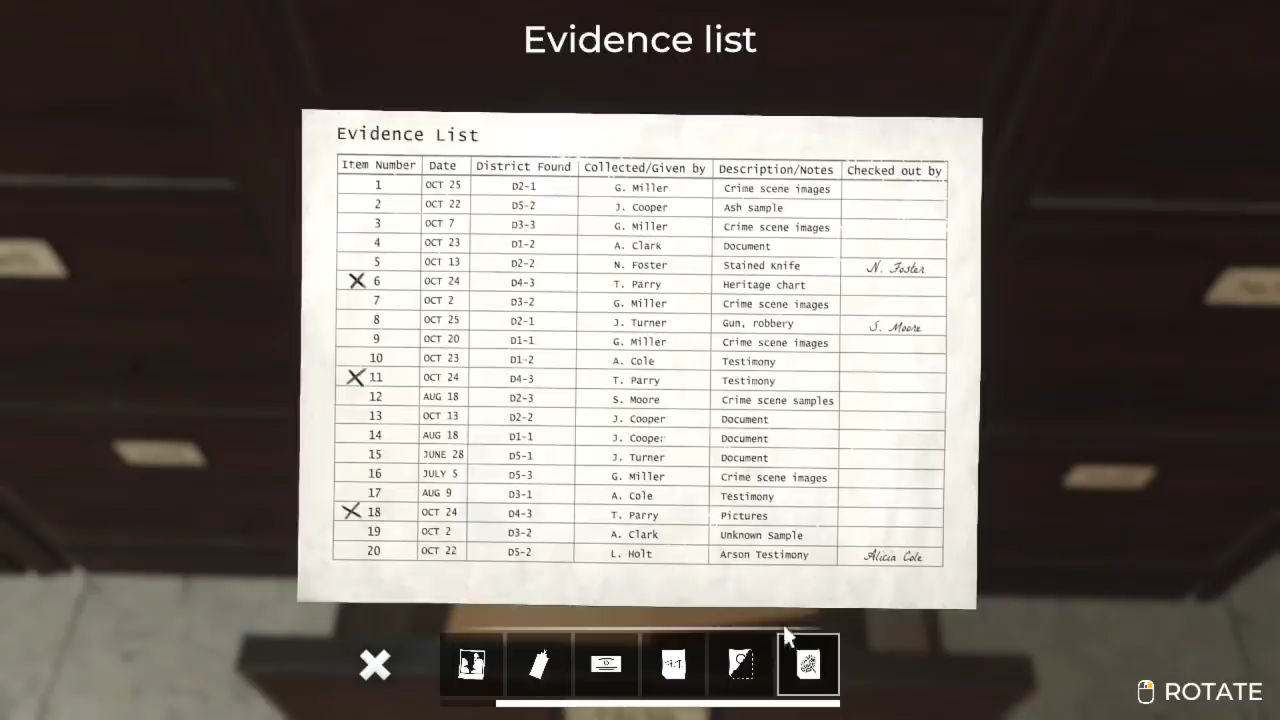 Evidence list
Evidence List
Item Number Date District Found Collected/Given by Description/Notes Checked out by
1 OCT 25 D2-1 G. Miller Crime scene images
2 OCT 22 D5-2 J. Cooper Ash sample
3 OCT 7 D3-3 G. Miller Crime scene images
4 OCT 23 D1-2 A. Clark Document
5 OCT 13 D2-2 N. Foster Stained Knife N. Foster
X 6 OCT 24 D4-3 T. Parry Heritage chart
7 OCT 2 D3-2 G. Miller Crime scene images
8 OCT 25 D2-1 J. Turner Gun, robbery S. Moore
9 OCT 20 D1-1 G. Miller Crime scene images
10 OCT 23 D1-2 A. Cole Testimony
X 11 OCT 24 D4-3 T. Parry Testimony
12 AUG 18 D2-3 S. Moore Crime scene samples
13 OCT 13 D2-2 J. Cooper Document
14 AUG 18 D1-1 J. Cooper Document
15 JUNE 28 D5-1 J. Turner Document
16 JULY 5 D5-3 G. Miller Crime scene images
17 AUG 9 D3-1 A. Cole Testimony
X 18 OCT 24 D4-3 T. Parry Pictures
19 OCT 2 D3-2 A. Clark Unknown Sample
20 OCT 22 D5-2 L. Holt Arson Testimony Alicia Cole
ROTATE